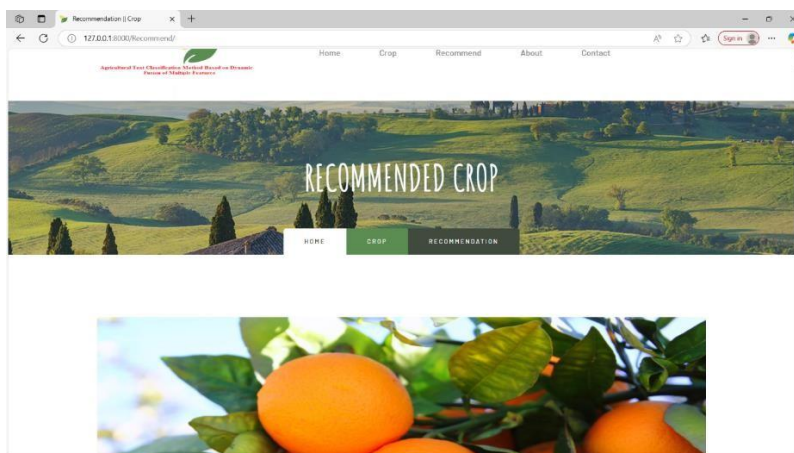 Recommendation || Crop
127.0.0.1:8000/Recommend/
Sign in
Home Crop Recommend About Contact
Agricultural Text Classification Method Based on Dynamic
Fusion of Multiple Features
RECOMMENDED CROP
HOME CROP RECOMMENDATION